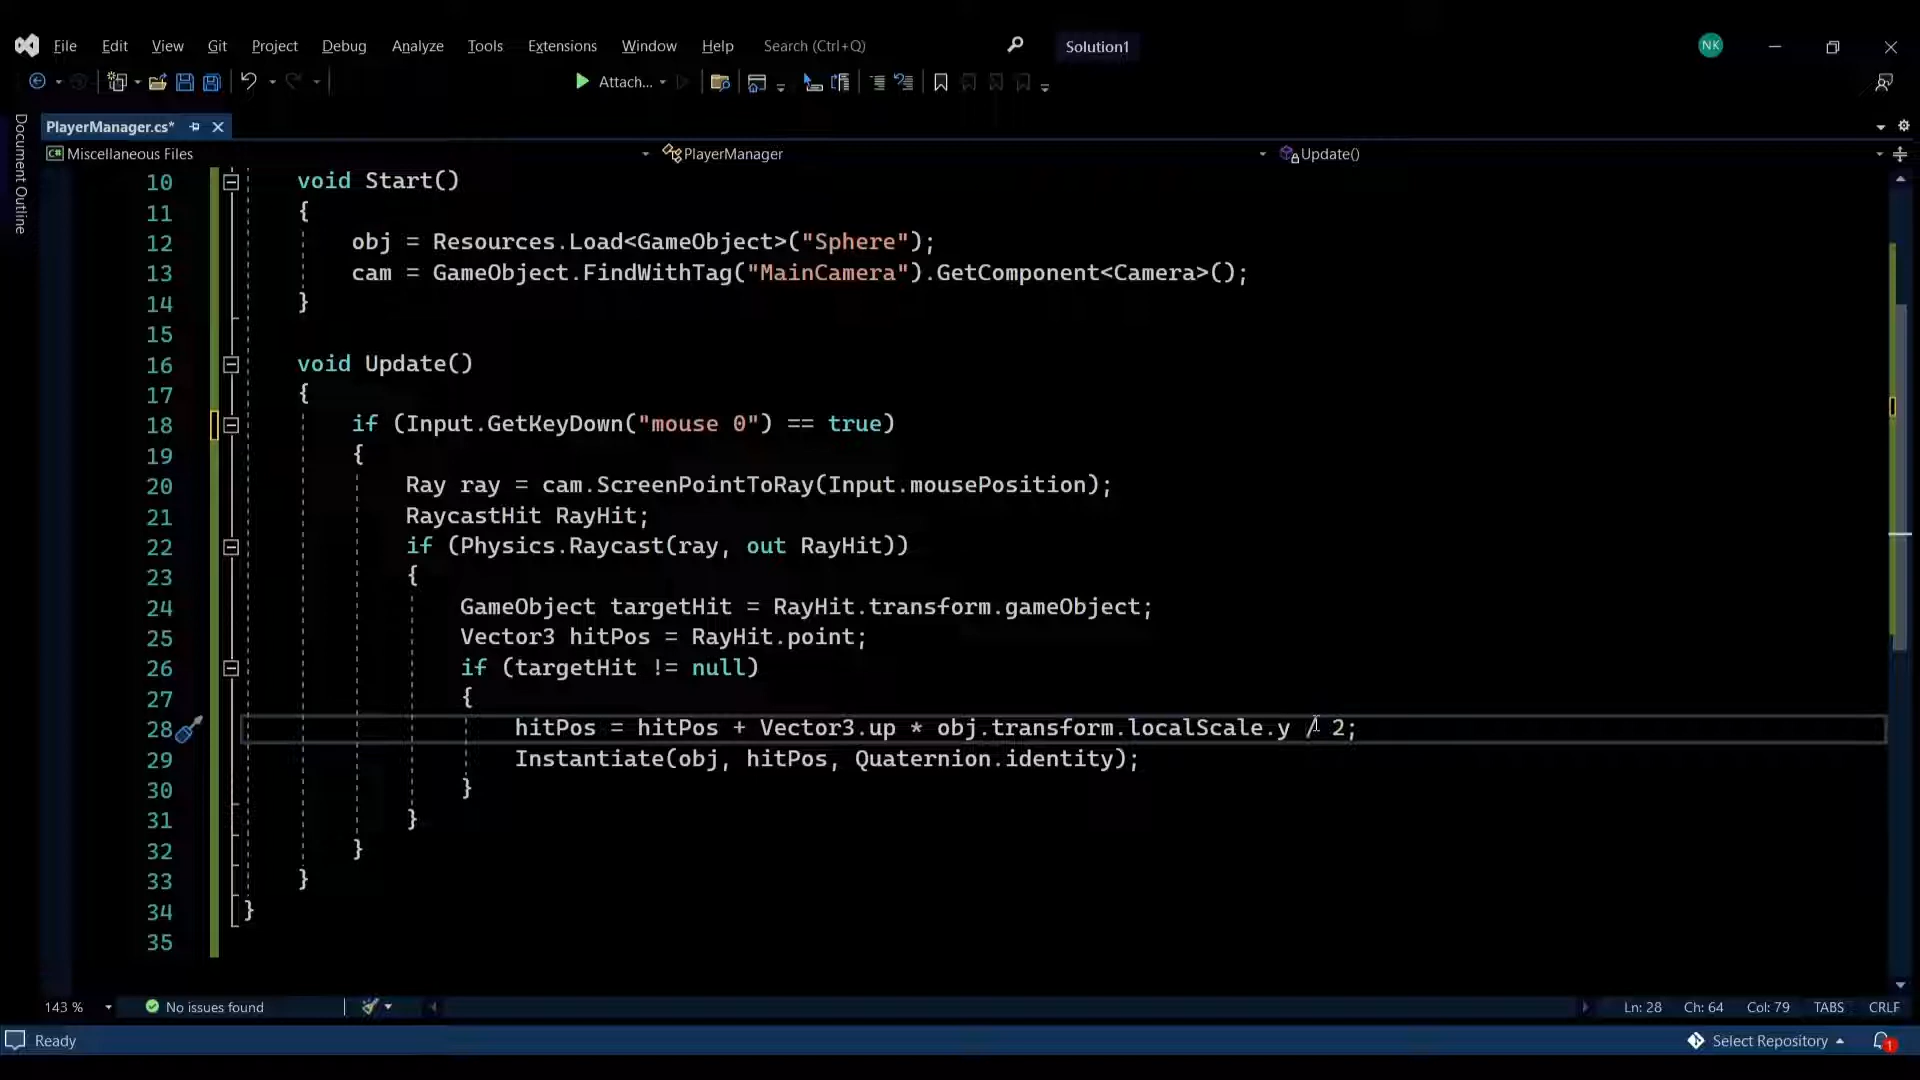 File Edit View Git Project Debug Analyze Tools Extensions Window Help Search (Ctrl+Q) Solution1 NK
Attach...
Document Outline
PlayerManager.cs*
C# Miscellaneous Files PlayerManager Update()
10 void Start()
11 {
12 obj = Resources.Load<GameObject>("Sphere");
13 cam = GameObject.FindWithTag("MainCamera").GetComponent<Camera>();
14 }
15
16 void Update()
17 {
18 if (Input.GetKeyDown("mouse 0") == true)
19 {
20 Ray ray = cam.ScreenPointToRay(Input.mousePosition);
21 RaycastHit RayHit;
22 if (Physics.Raycast(ray, out RayHit))
23 {
24 GameObject targetHit = RayHit.transform.gameObject;
25 Vector3 hitPos = RayHit.point;
26 if (targetHit != null)
27 {
28 hitPos = hitPos + Vector3.up * obj.transform.localScale.y / 2;
29 Instantiate(obj, hitPos, Quaternion.identity);
30 }
31 }
32 }
33 }
34 }
35
143 % No issues found Ln: 28 Ch: 64 Col: 79 TABS CRLF
Ready Select Repository 1